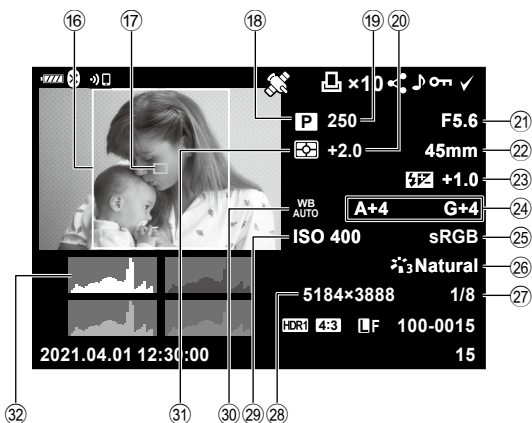 ⑯ ⑰ ⑱ ⑲ ⑳
×10
P 250 F5.6 ㉑
+2.0 45mm ㉒
+1.0 ㉓
WB AUTO A+4 G+4 ㉔
ISO 400 sRGB ㉕
3 Natural ㉖
5184×3888 1/8 ㉗
HDR1 4:3 LF 100-0015
2021.04.01 12:30:00 15
㉜ ㉛ ㉚ ㉙ ㉘